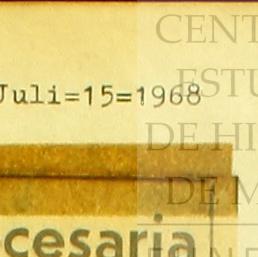 CENT
Juli=15=1968
ESTU
DE HI
DE M
cesaria